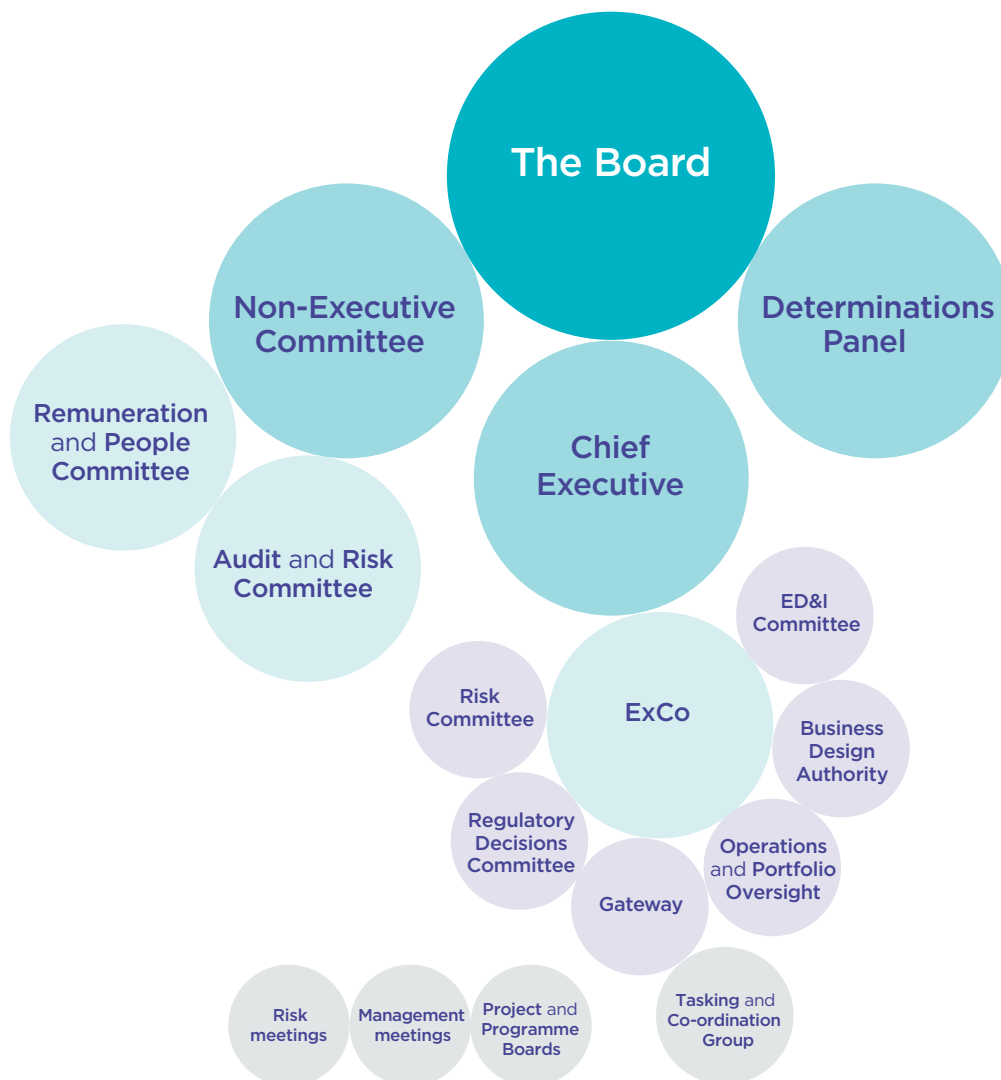 The Board
Non-Executive
Committee
Determinations
Panel
Remuneration
and People
Committee
Chief
Executive
Audit and Risk
Committee
ED&I
Committee
Risk
Committee
ExCo
Business
Design
Authority
Regulatory
Decisions
Committee
Operations
and Portfolio
Oversight
Gateway
Risk
meetings
Management
meetings
Project and
Programme
Boards
Tasking and
Co-ordination
Group